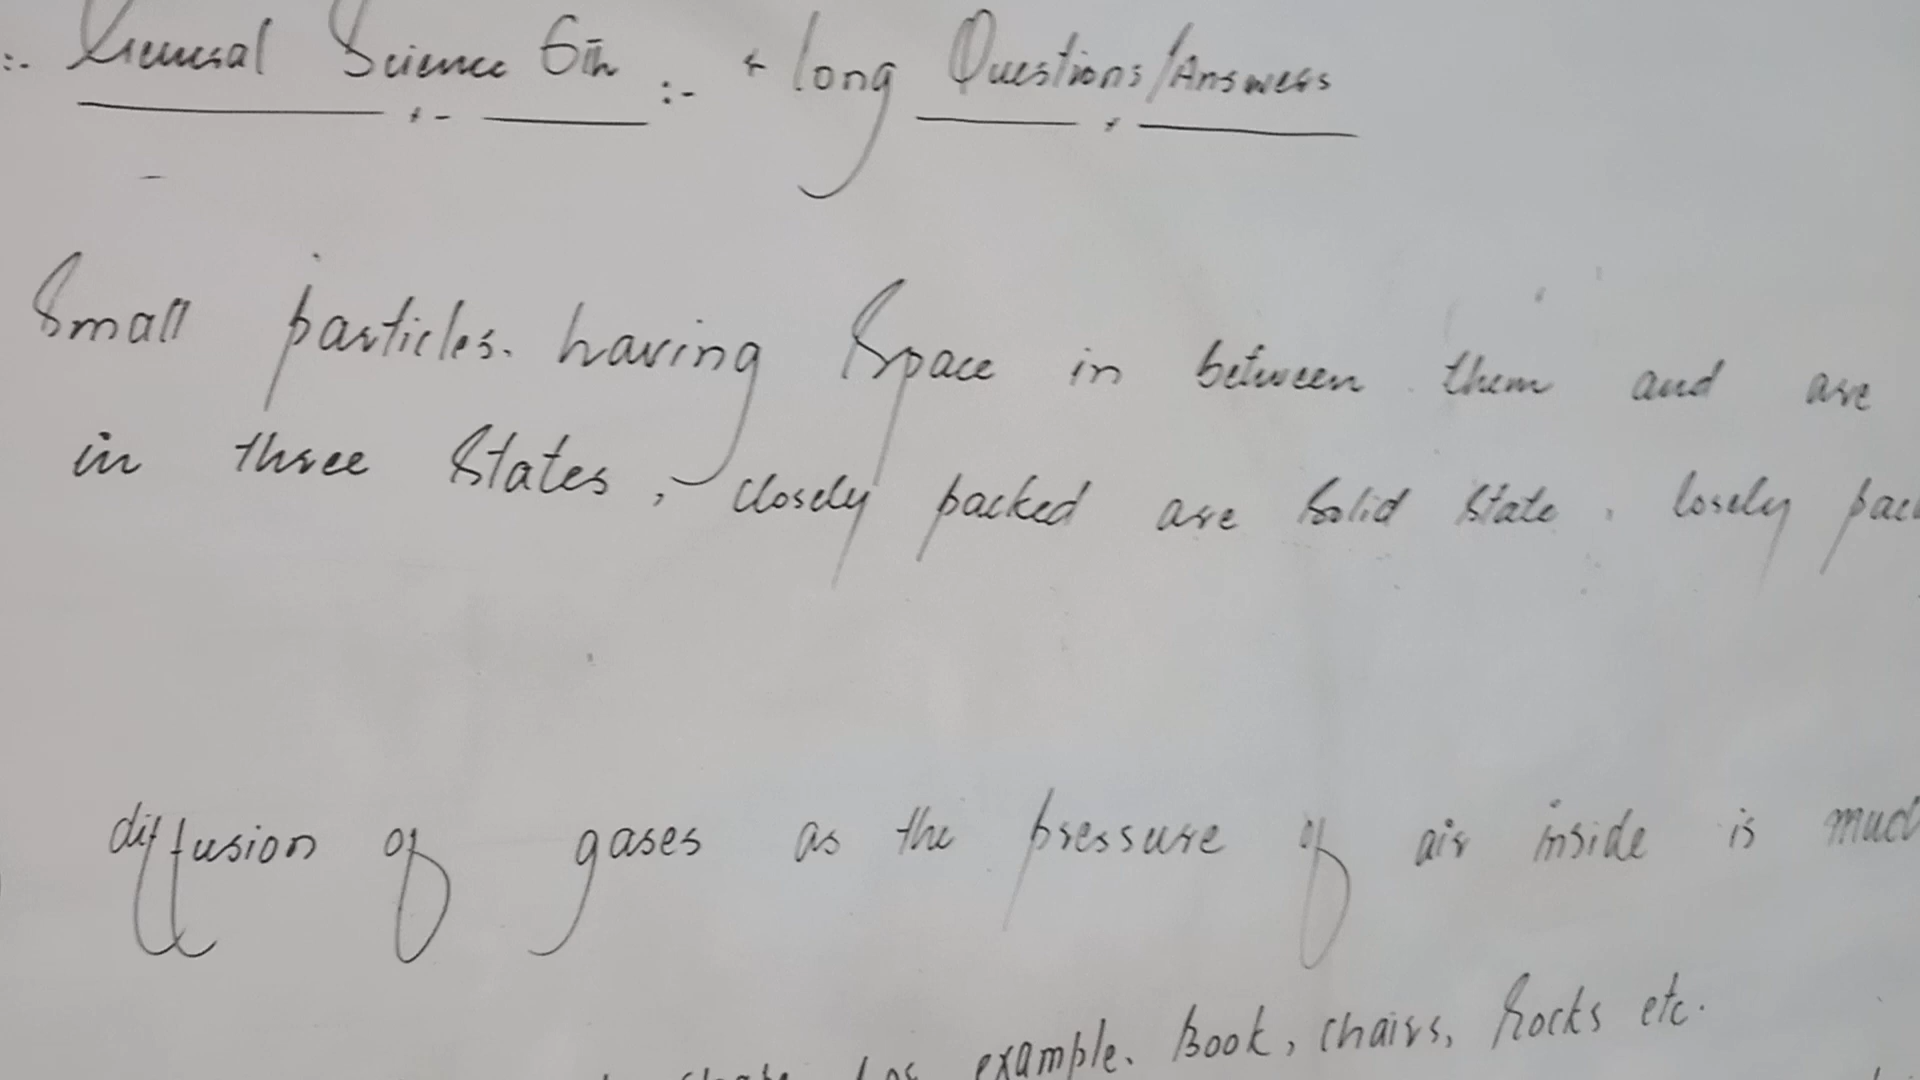 :- General Science 6th :- + long Questions/Answers
Small particles. having Space in between them and are
in three States, closely packed are Solid State, losely
diffusion of gases as the pressure of air inside is
example. Book, chairs, Rocks etc.